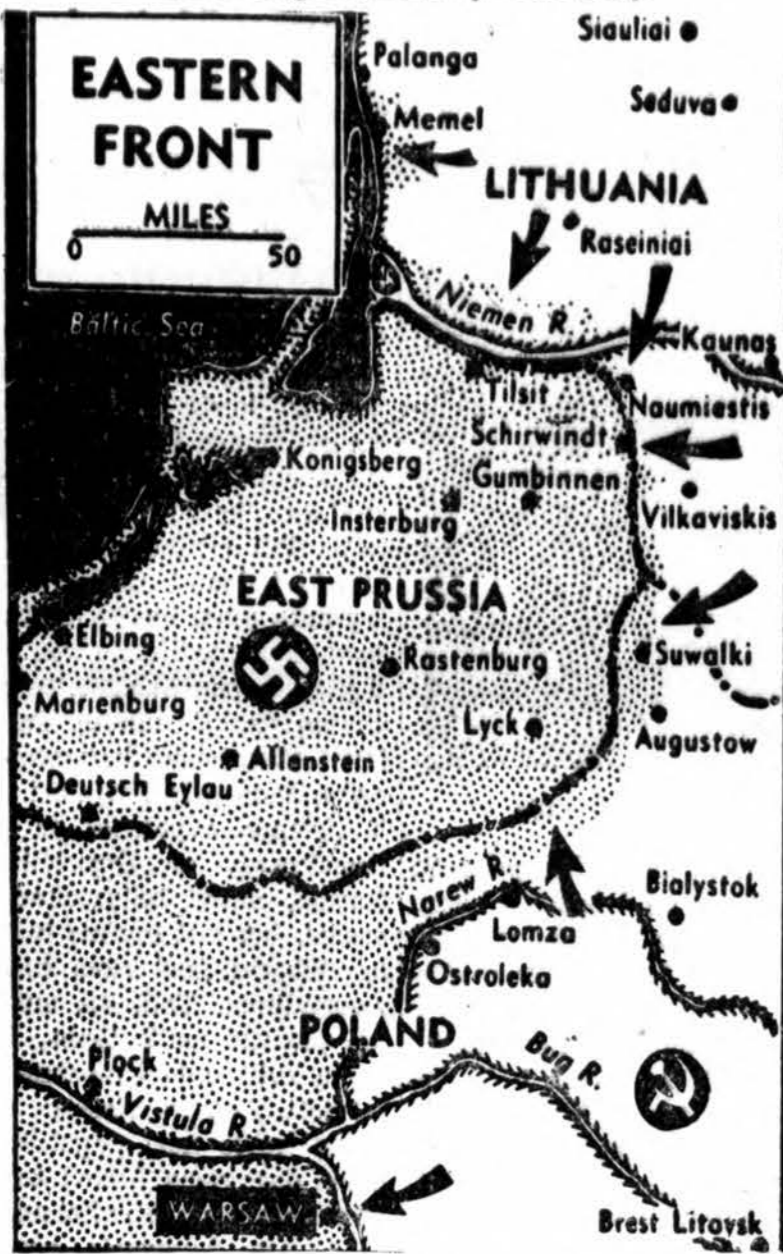 EASTERN
FRONT
MILES
0 50
Siauliai
Palanga
Seduva
Memel
LITHUANIA
Raseiniai
Niemen R.
Baltic Sea
Kaunas
Tilsit
Naumiestis
Schirwindt
Konigsberg
Gumbinnen
Insterburg
Vilkaviskis
EAST PRUSSIA
Elbing
Rastenburg
Suwalki
Marienburg
Lyck
Augustow
Allenstein
Deutsch Eylau
Narew R.
Bialystok
Lomza
Ostroleka
POLAND
Bug R.
Plock
Vistula R
WARSAW
Brest Litovsk